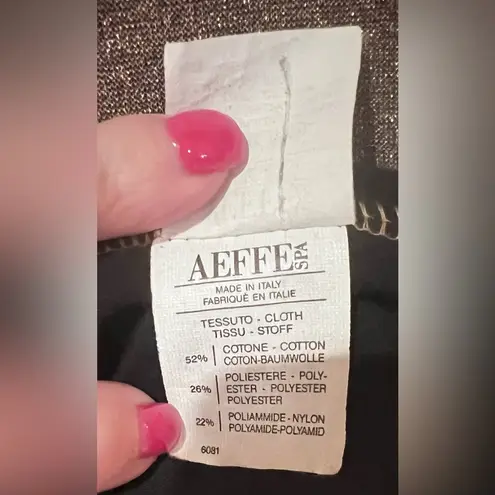 AEFFE SPA
MADE IN ITALY
FABRIQUÉ EN ITALIE
TESSUTO - CLOTH
TISSU - STOFF
52% COTONE - COTTON
COTON-BAUMWOLLE
26% POLIESTERE - POLY-
ESTER - POLYESTER
POLYESTER
22% POLIAMMIDE - NYLON
POLYAMIDE-POLYAMID
6081